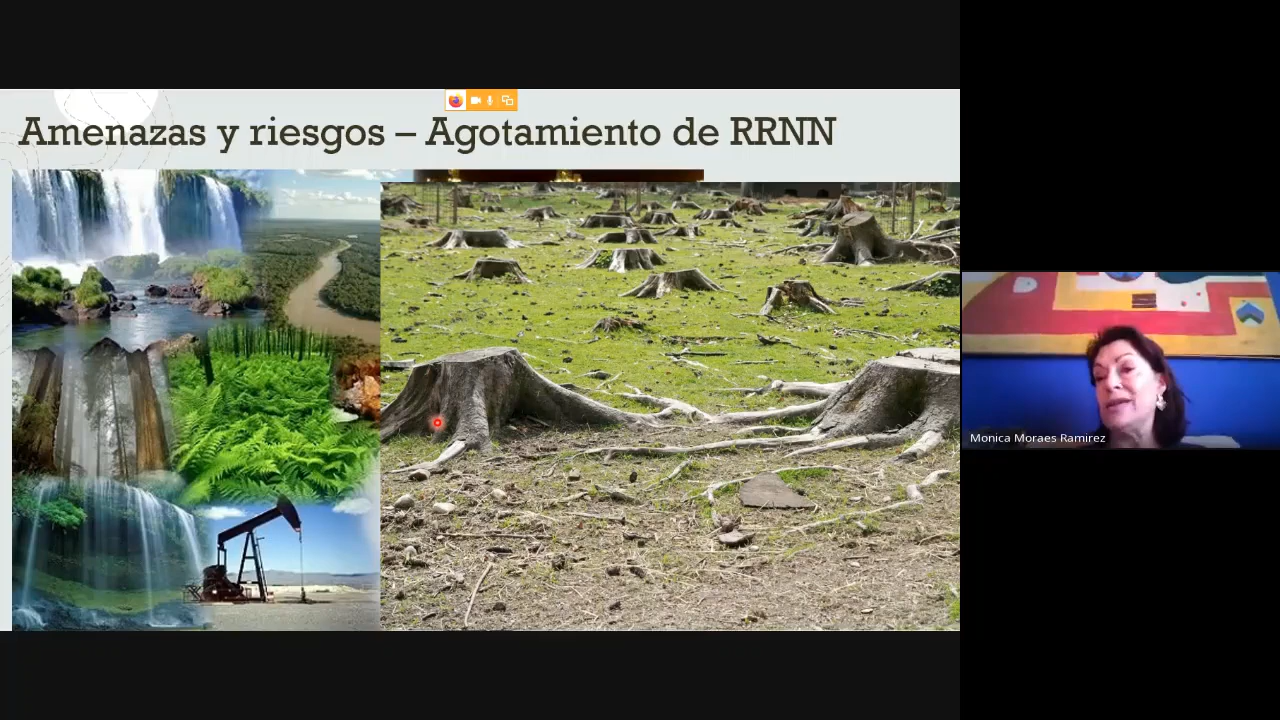 Amenazas y riesgos – Agotamiento de RRNN
Monica Moraes Ramirez